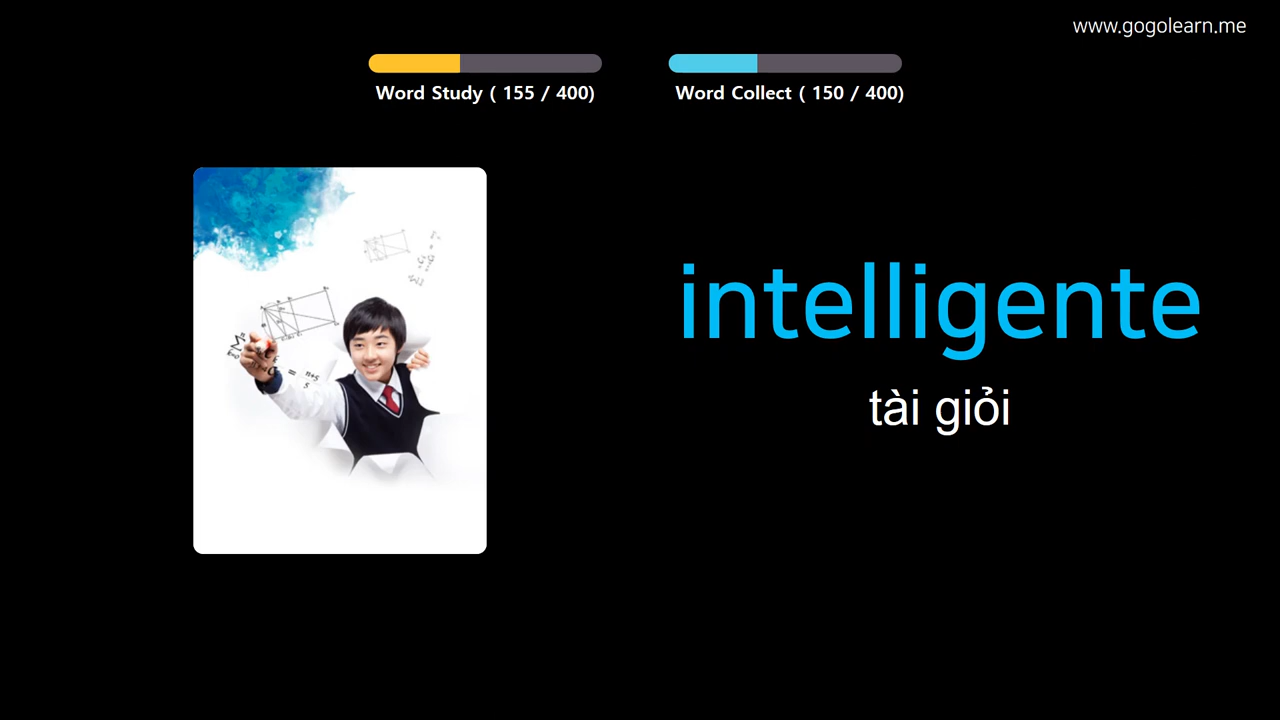 www.gogolearn.me
Word Study ( 155 / 400)
Word Collect ( 150 / 400)
intelligente
tài giỏi